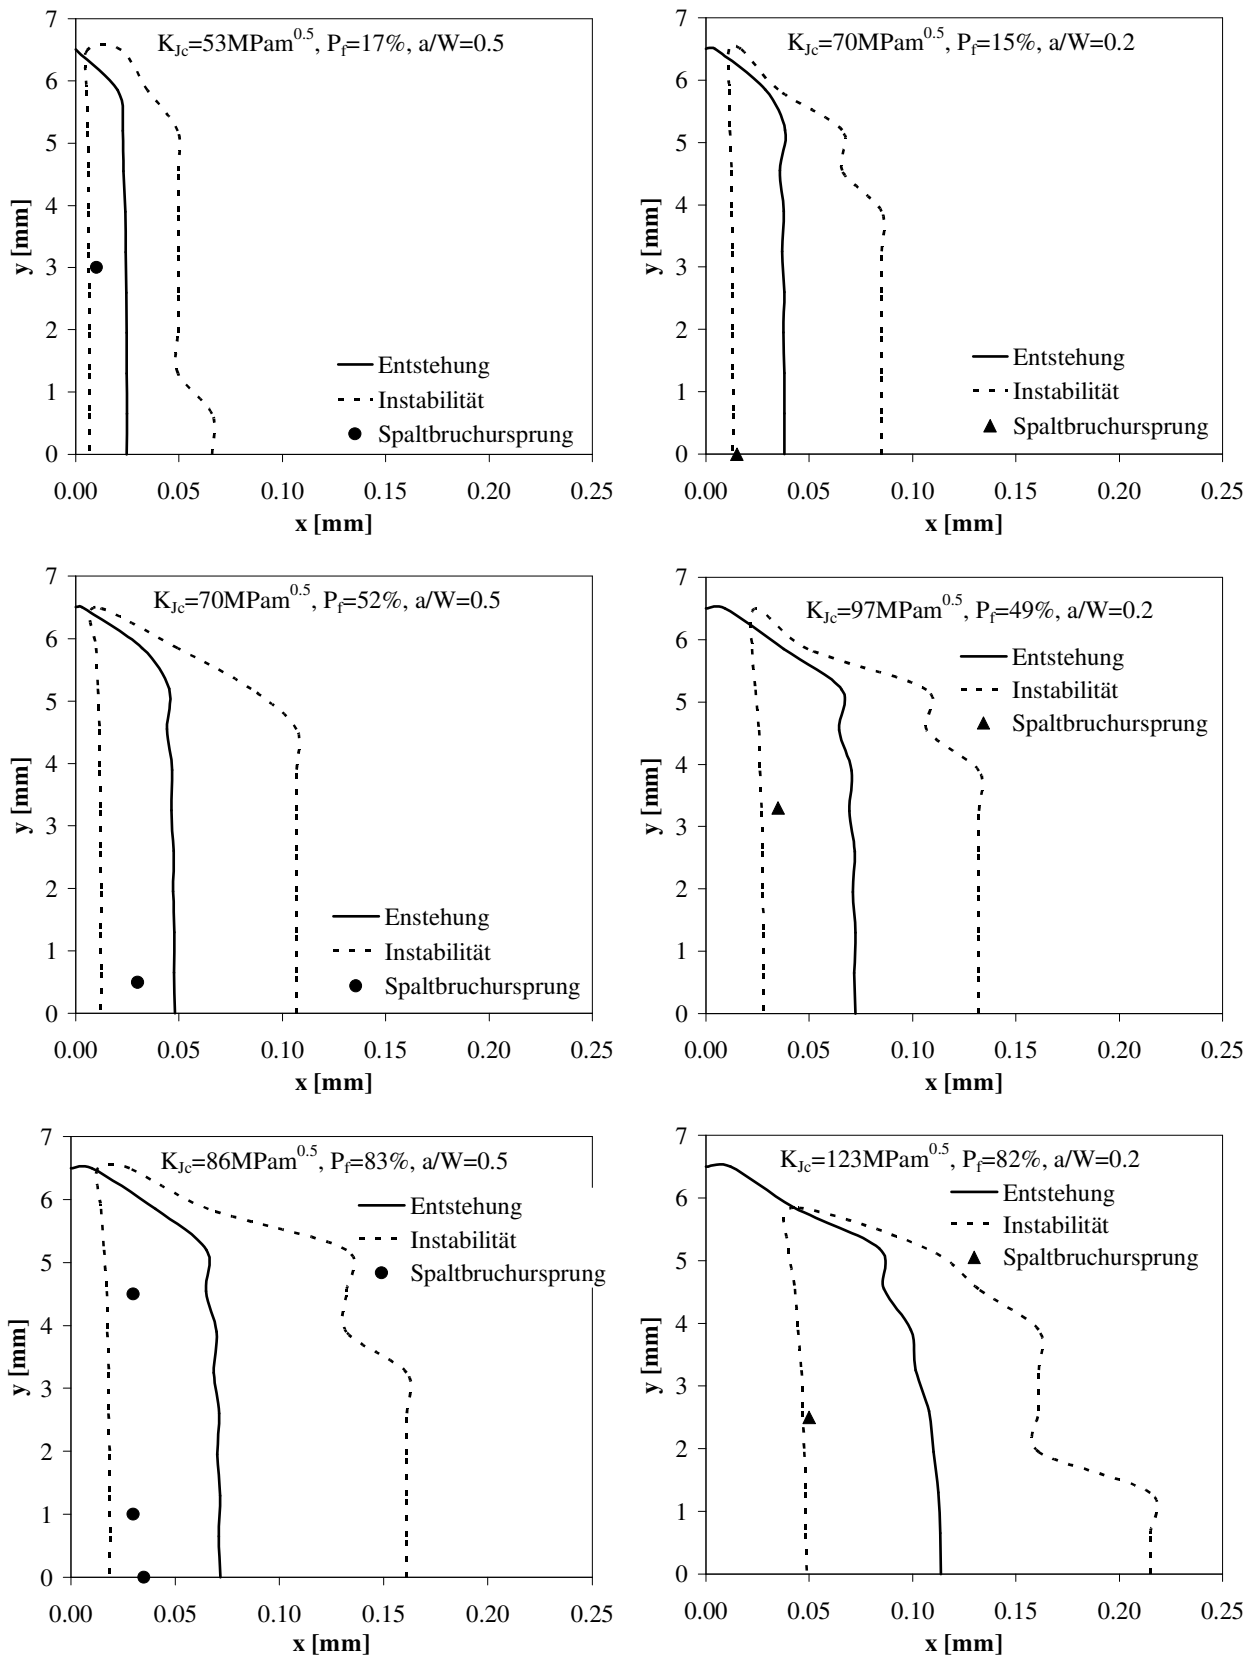 K_Jc=53MPam^0.5, P_f=17%, a/W=0.5
7
6
5
4
3
2
1
0
y [mm]
Entstehung
Instabilität
Spaltbruchursprung
0.00 0.05 0.10 0.15 0.20 0.25
x [mm]
K_Jc=70MPam^0.5, P_f=15%, a/W=0.2
7
6
5
4
3
2
1
0
y [mm]
Entstehung
Instabilität
Spaltbruchursprung
0.00 0.05 0.10 0.15 0.20 0.25
x [mm]
K_Jc=70MPam^0.5, P_f=52%, a/W=0.5
7
6
5
4
3
2
1
0
y [mm]
Enstehung
Instabilität
Spaltbruchursprung
0.00 0.05 0.10 0.15 0.20 0.25
x [mm]
K_Jc=97MPam^0.5, P_f=49%, a/W=0.2
7
6
5
4
3
2
1
0
y [mm]
Entstehung
Instabilität
Spaltbruchursprung
0.00 0.05 0.10 0.15 0.20 0.25
x [mm]
K_Jc=86MPam^0.5, P_f=83%, a/W=0.5
7
6
5
4
3
2
1
0
y [mm]
Entstehung
Instabilität
Spaltbruchursprung
0.00 0.05 0.10 0.15 0.20 0.25
x [mm]
K_Jc=123MPam^0.5, P_f=82%, a/W=0.2
7
6
5
4
3
2
1
0
y [mm]
Entstehung
Instabilität
Spaltbruchursprung
0.00 0.05 0.10 0.15 0.20 0.25
x [mm]